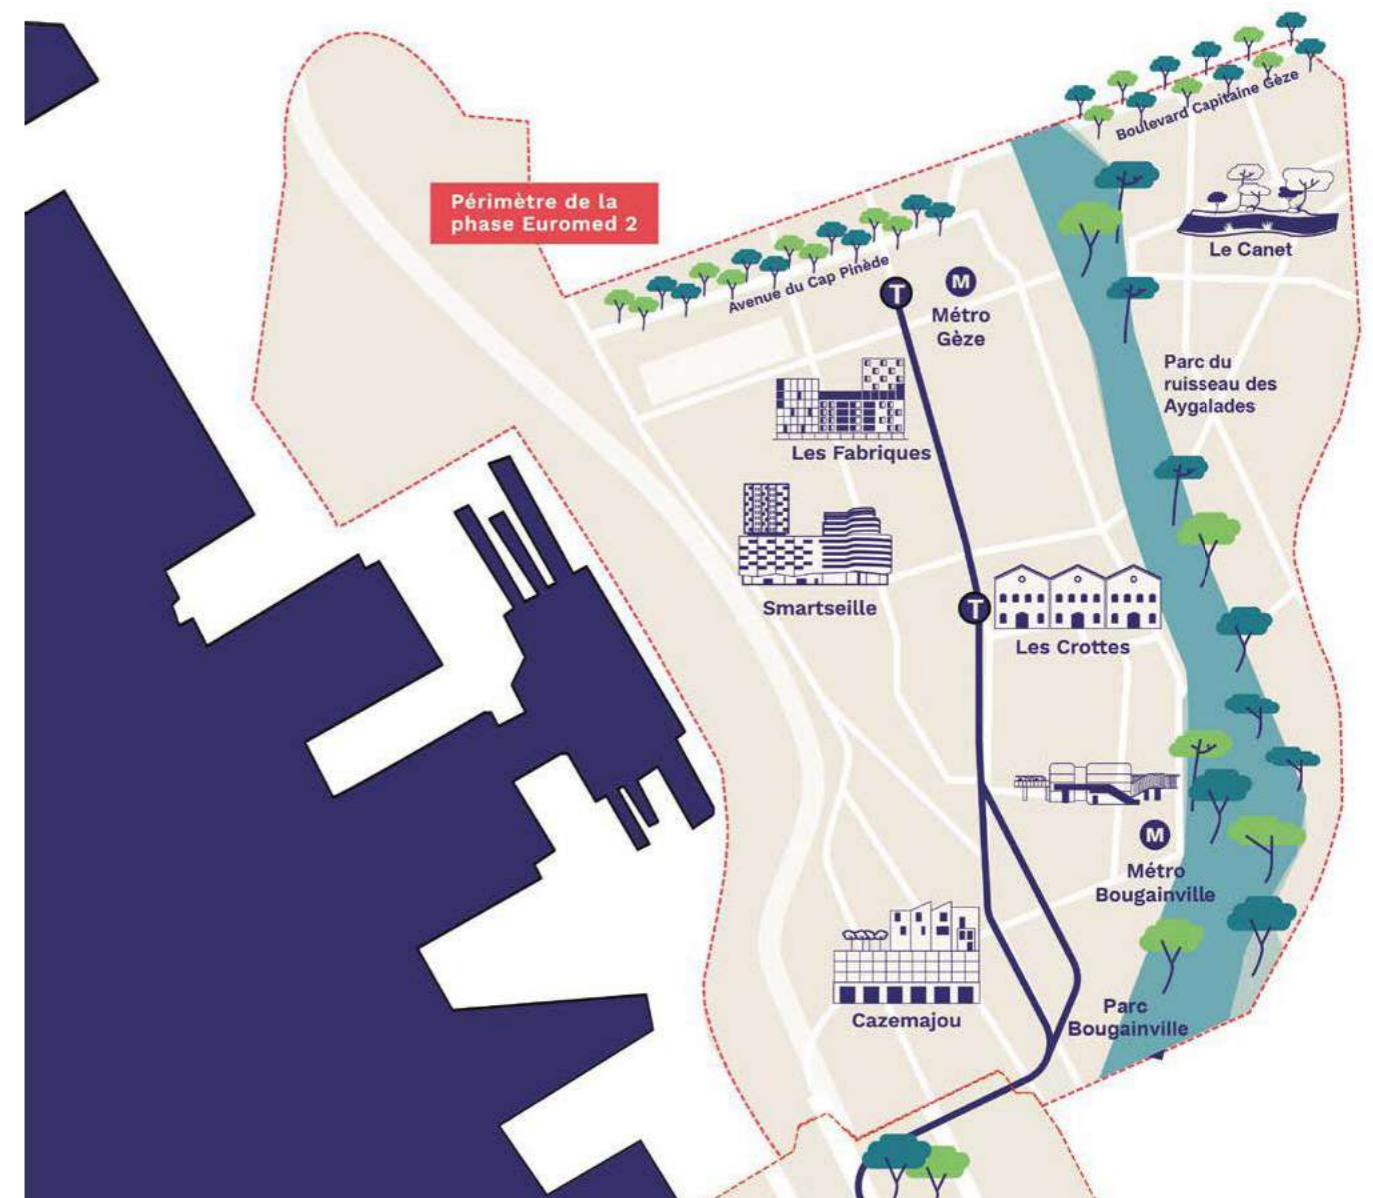 Boulevard Capitaine Gèze
Périmètre de la
phase Euromed 2
Le Canet
Avenue du Cap Pinède
T
M
Métro
Gèze
Parc du
ruisseau des
Aygalades
Les Fabriques
Smartseille
T
Les Crottes
M
Métro
Bougainville
Cazemajou
Parc
Bougainville